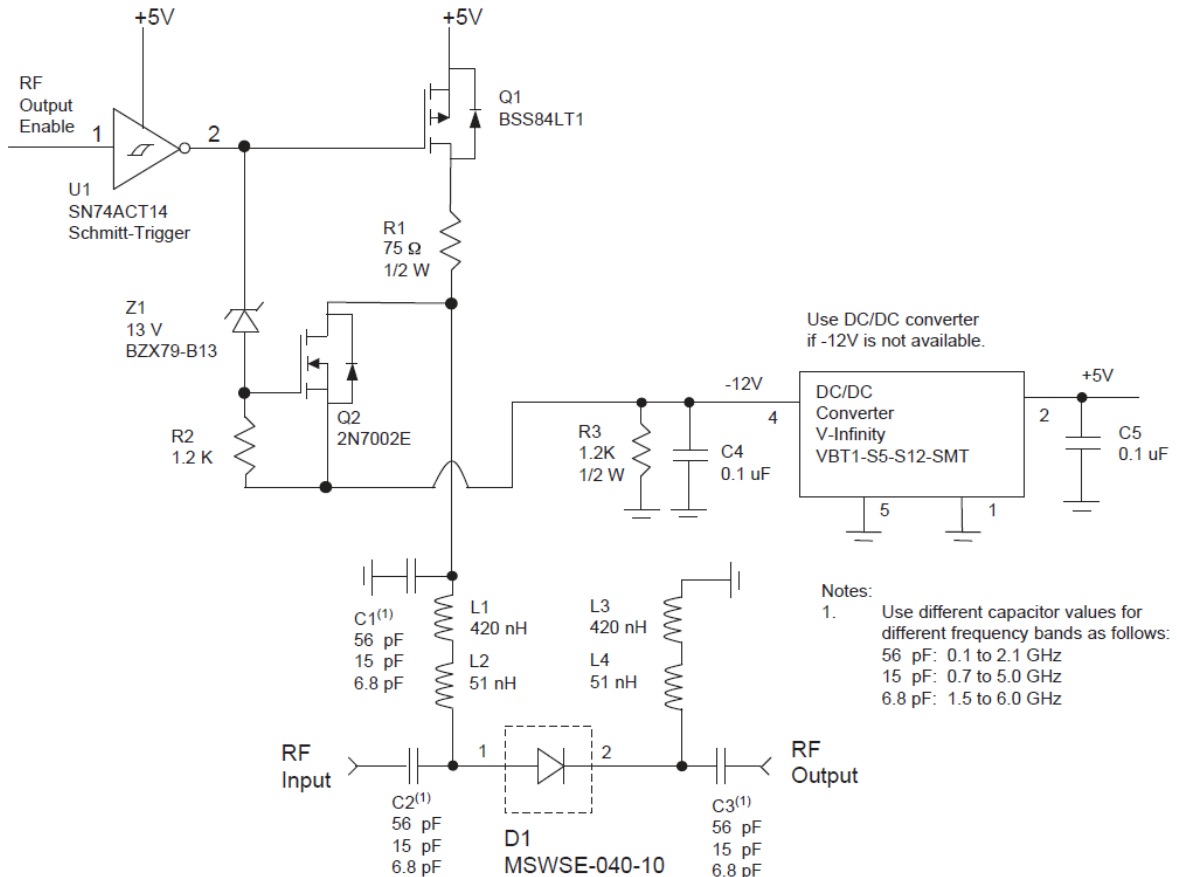 +5V
+5V
RF
Output
Enable
1
2
U1
SN74ACT14
Schmitt-Trigger
Q1
BSS84LT1
R1
75 Ω
1/2 W
Z1
13 V
BZX79-B13
Q2
2N7002E
R2
1.2 K
Use DC/DC converter
if -12V is not available.
-12V
4
DC/DC
Converter
V-Infinity
VBT1-S5-S12-SMT
2
+5V
5
1
R3
1.2K
1/2 W
C4
0.1 uF
C5
0.1 uF
C1(1)
56 pF
15 pF
6.8 pF
L1
420 nH
L2
51 nH
L3
420 nH
L4
51 nH
Notes:
1. Use different capacitor values for
different frequency bands as follows:
56 pF: 0.1 to 2.1 GHz
15 pF: 0.7 to 5.0 GHz
6.8 pF: 1.5 to 6.0 GHz
RF
Input
1
2
RF
Output
C2(1)
56 pF
15 pF
6.8 pF
D1
MSWSE-040-10
C3(1)
56 pF
15 pF
6.8 pF